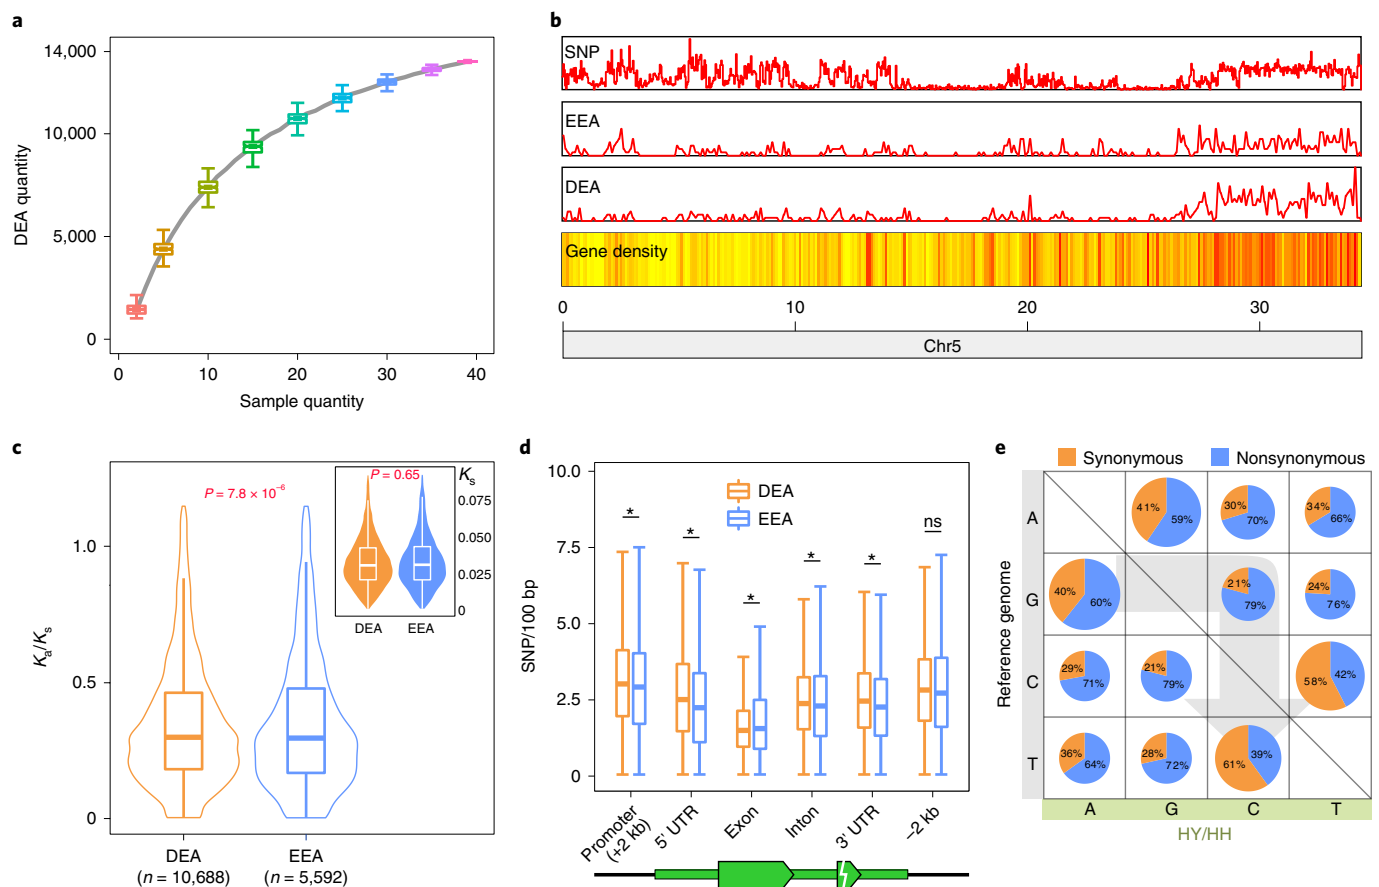 a
14,000
10,000
5,000
0
DEA quantity
0 10 20 30 40
Sample quantity
b
SNP
EEA
DEA
Gene density
0 10 20 30
Chr5
c
P = 7.8 × 10⁻⁶
1.0
0.5
0
Ka/Ks
DEA
(n = 10,688)
EEA
(n = 5,592)
P = 0.65
Ks
0.075
0.050
0.025
0
DEA EEA
d
10.0
7.5
5.0
2.5
0
SNP/100 bp
DEA
EEA
* * * * * ns
Promoter
(+2 kb)
5' UTR
Exon
Inton
3' UTR
−2 kb
e
Synonymous Nonsynonymous
Reference genome
A
41% 59% 30% 70% 34% 66%
G
40% 60% 21% 79% 24% 76%
C
29% 71% 21% 79% 58% 42%
T
36% 64% 28% 72% 61% 39%
A G C T
HY/HH